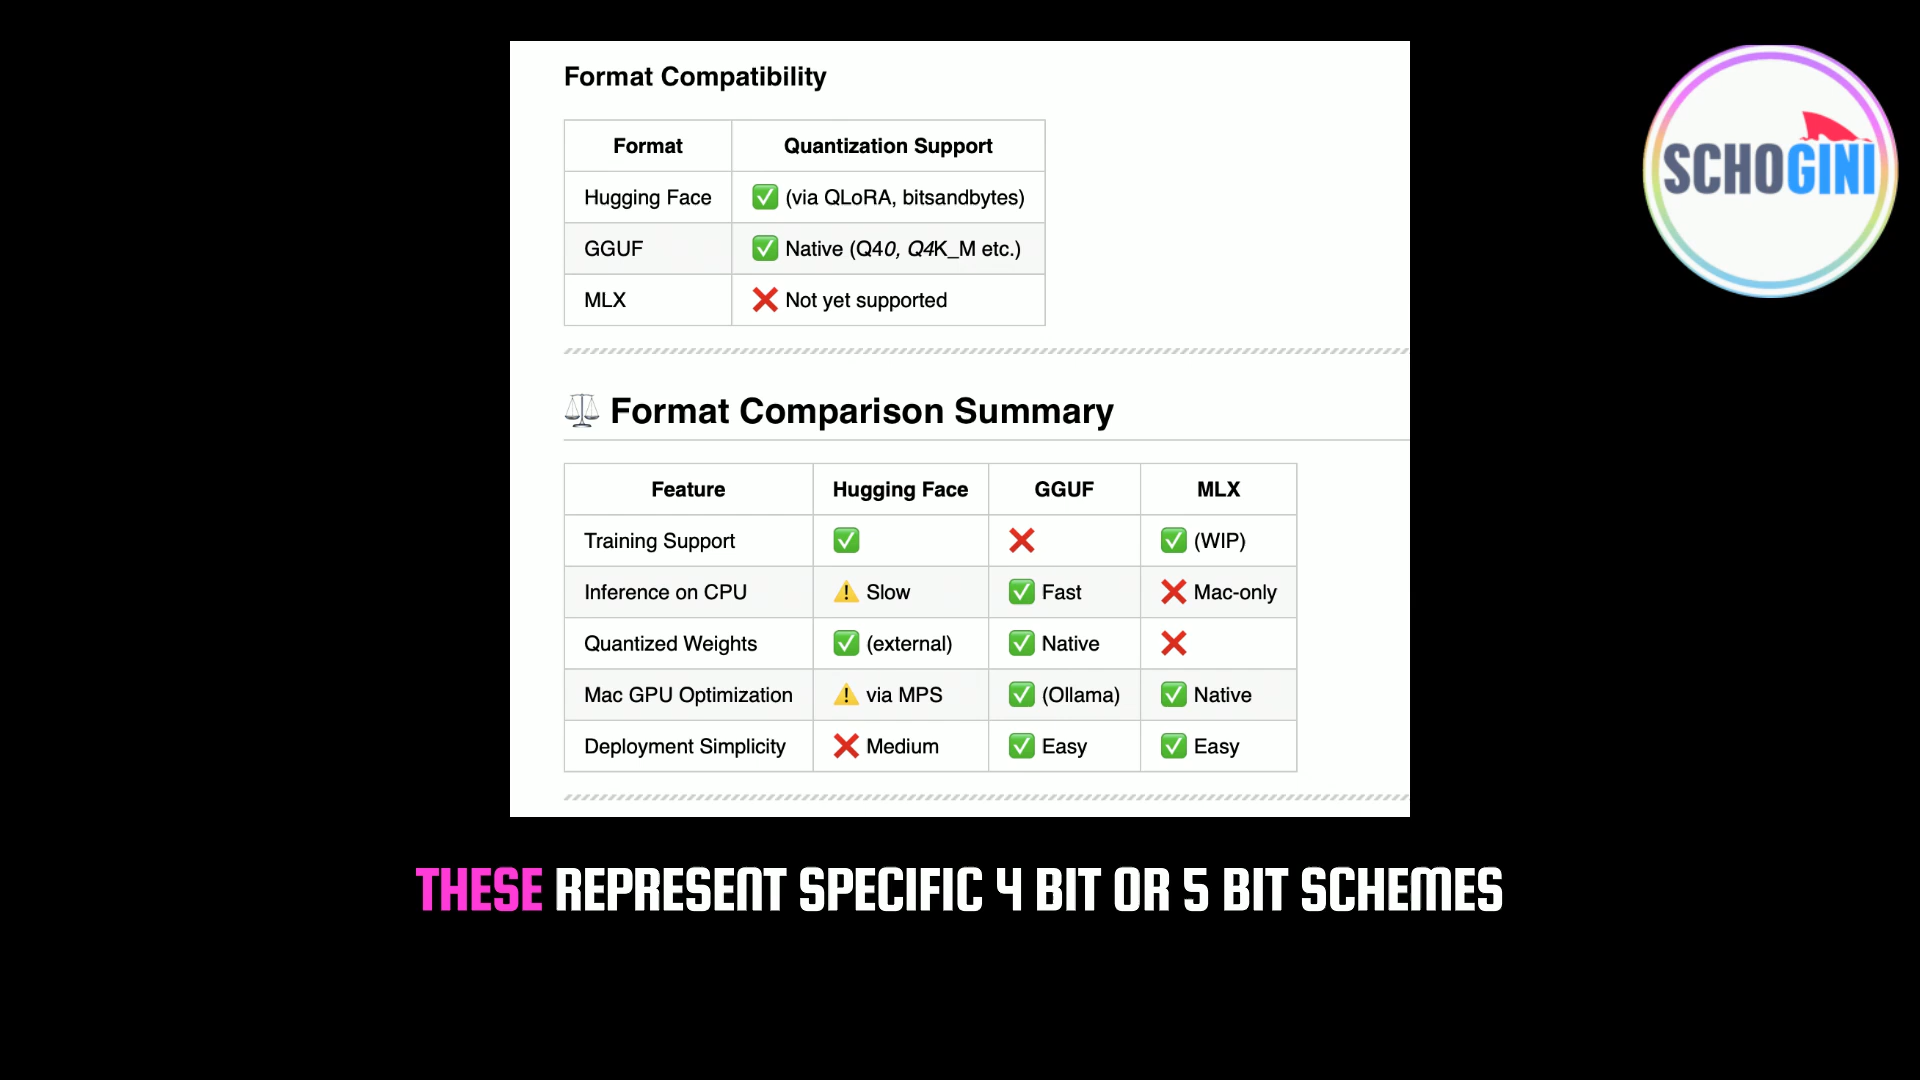 Format Compatibility
Format Quantization Support
Hugging Face ✅ (via QLoRA, bitsandbytes)
GGUF ✅ Native (Q40, Q4K_M etc.)
MLX ❌ Not yet supported
⚖️ Format Comparison Summary
Feature Hugging Face GGUF MLX
Training Support ✅ ❌ ✅ (WIP)
Inference on CPU ⚠️ Slow ✅ Fast ❌ Mac-only
Quantized Weights ✅ (external) ✅ Native ❌
Mac GPU Optimization ⚠️ via MPS ✅ (Ollama) ✅ Native
Deployment Simplicity ❌ Medium ✅ Easy ✅ Easy
SCHOGINI
THESE REPRESENT SPECIFIC 4 BIT OR 5 BIT SCHEMES